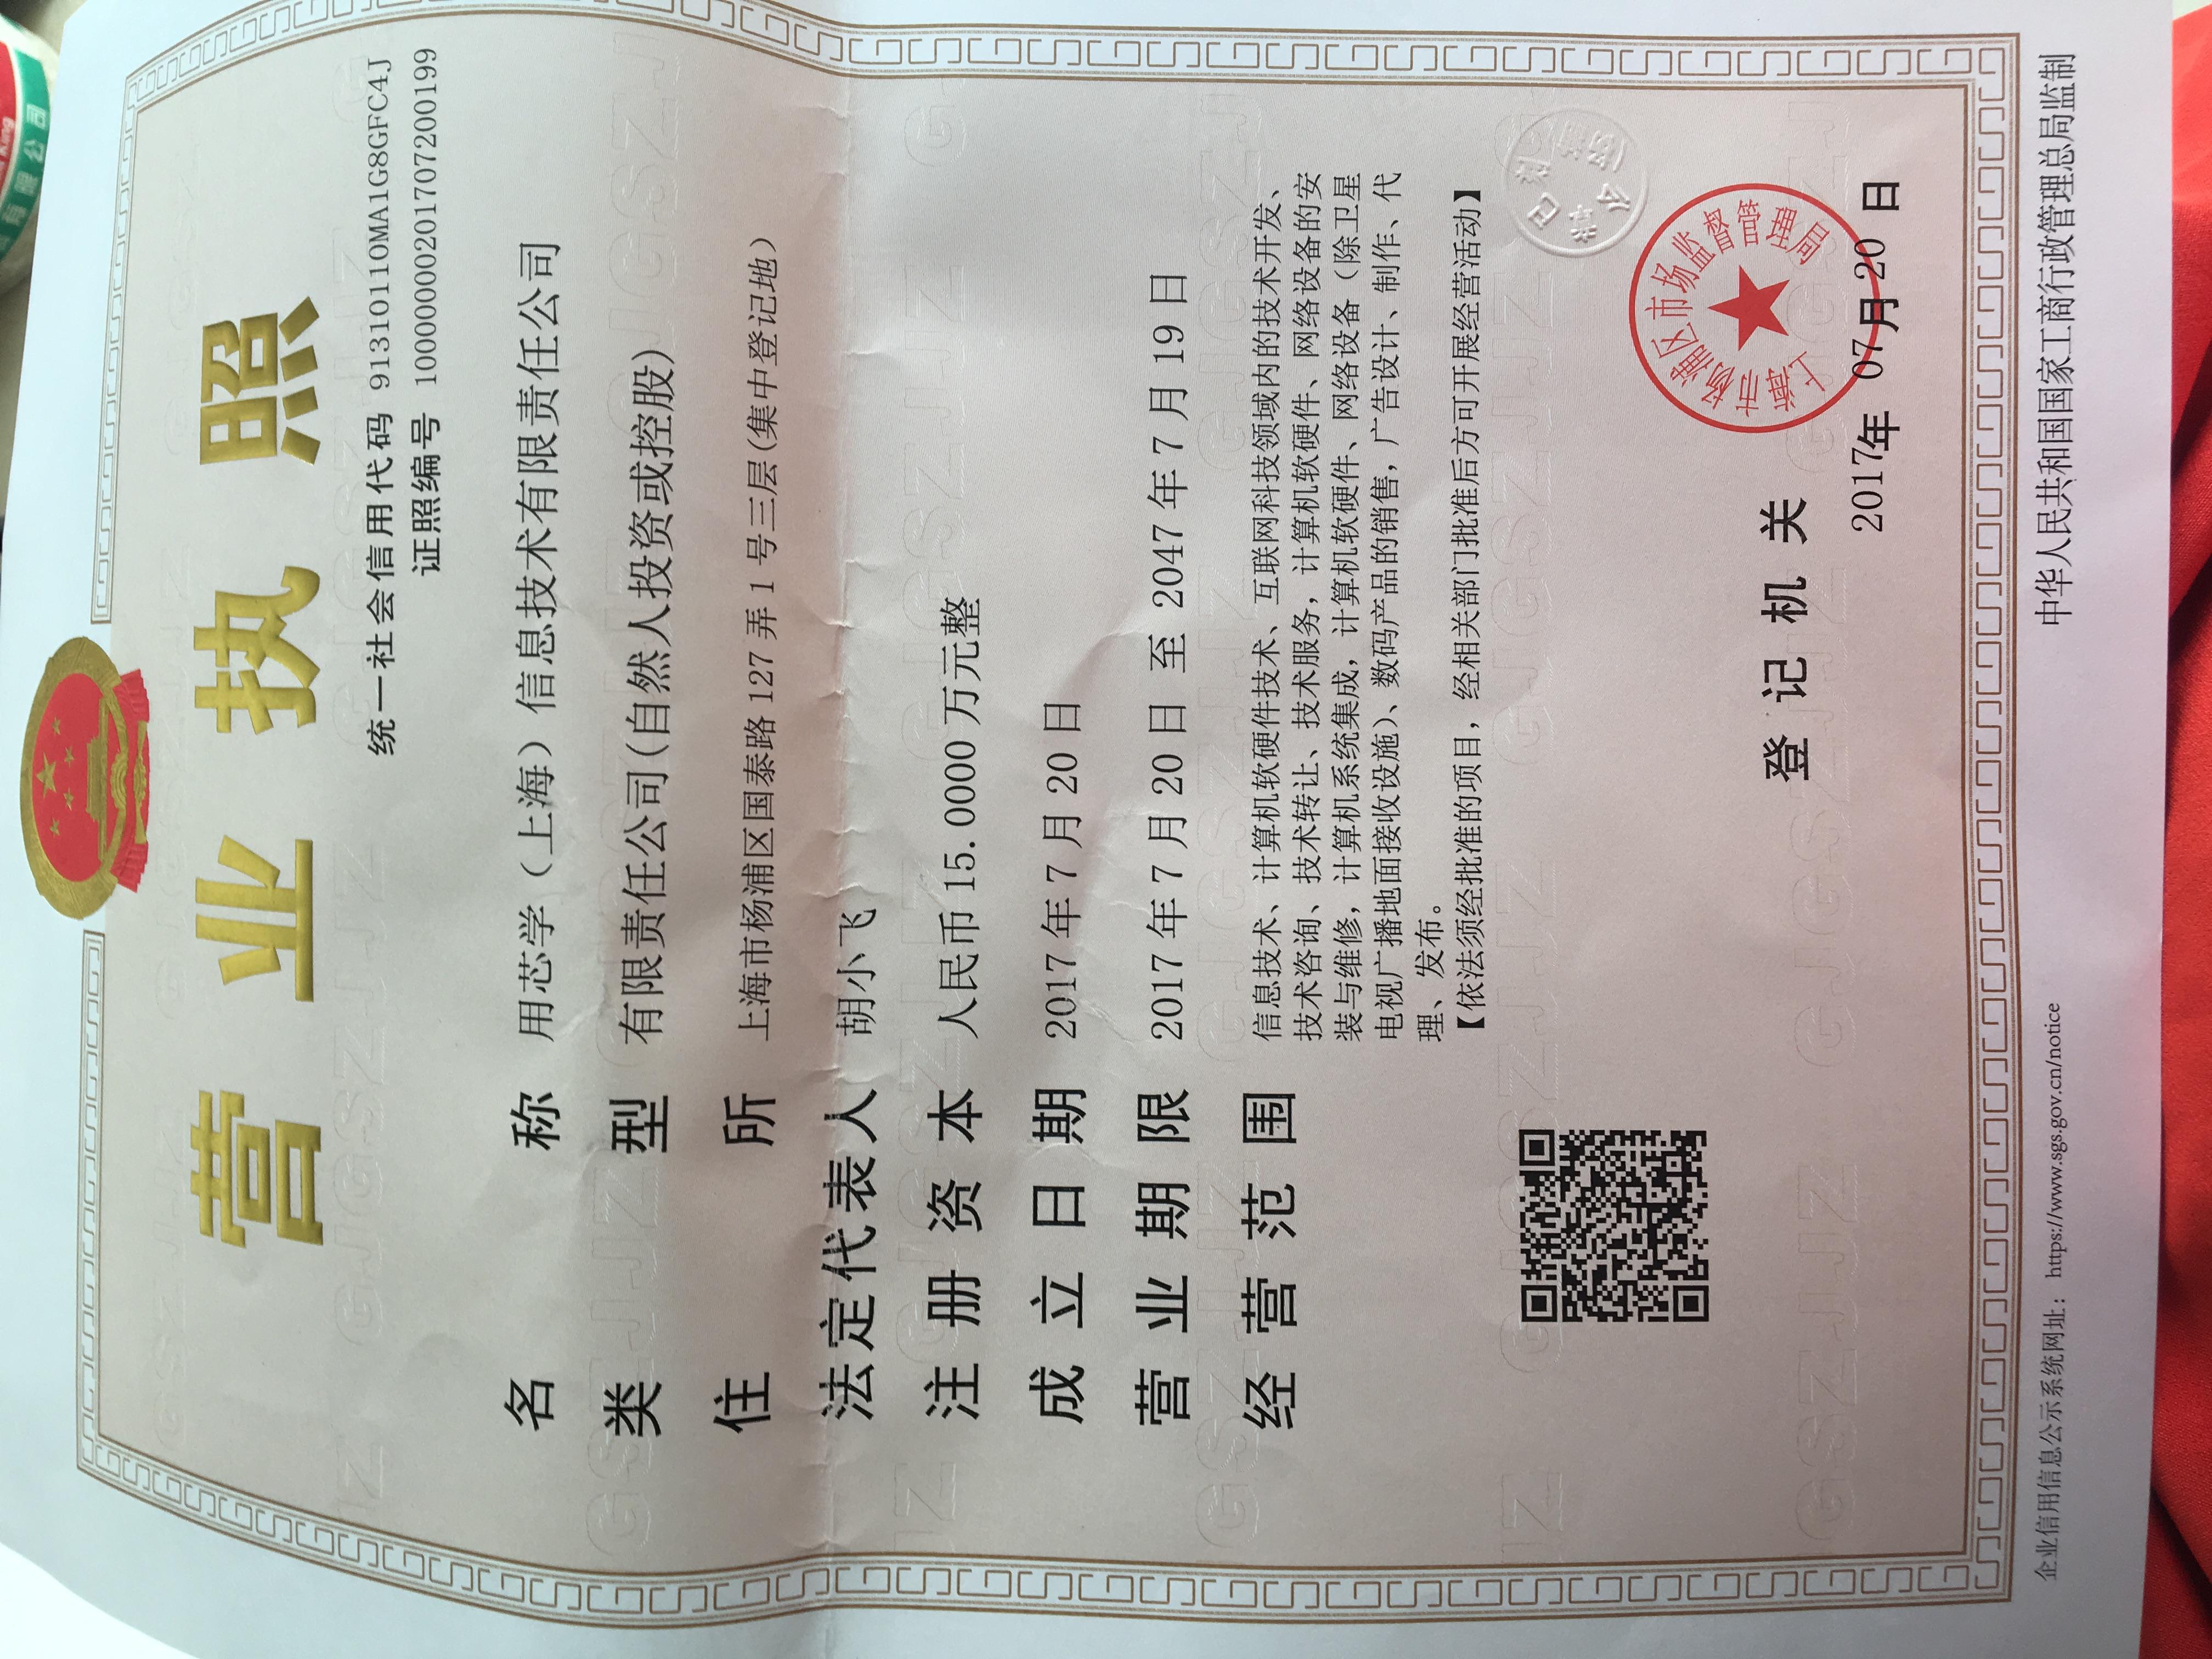 营业执照
统一社会信用代码 91310110MA1G8GFC4J
证照编号 10000000201707200199
名称 用芯学（上海）信息技术有限责任公司
类型 有限责任公司(自然人投资或控股)
住所 上海市杨浦区国泰路127弄1号三层(集中登记地)
法定代表人 胡小飞
注册资本 人民币15.0000万元整
成立日期 2017年7月20日
营业期限 2017年7月20日 至 2047年7月19日
经营范围 信息技术、计算机软硬件技术、互联网科技领域内的技术开发、
技术咨询、技术转让、技术服务，计算机软硬件、网络设备的安
装与维修，计算机系统集成，计算机软硬件、网络设备（除卫星
电视广播地面接收设施）、数码产品的销售，广告设计、制作、代
理、发布。
【依法须经批准的项目，经相关部门批准后方可开展经营活动】
上海市杨浦区市场监督管理局
登记机关
2017年 07月20日
企业信用信息公示系统网址： https://www.sgs.gov.cn/notice
中华人民共和国国家工商行政管理总局监制